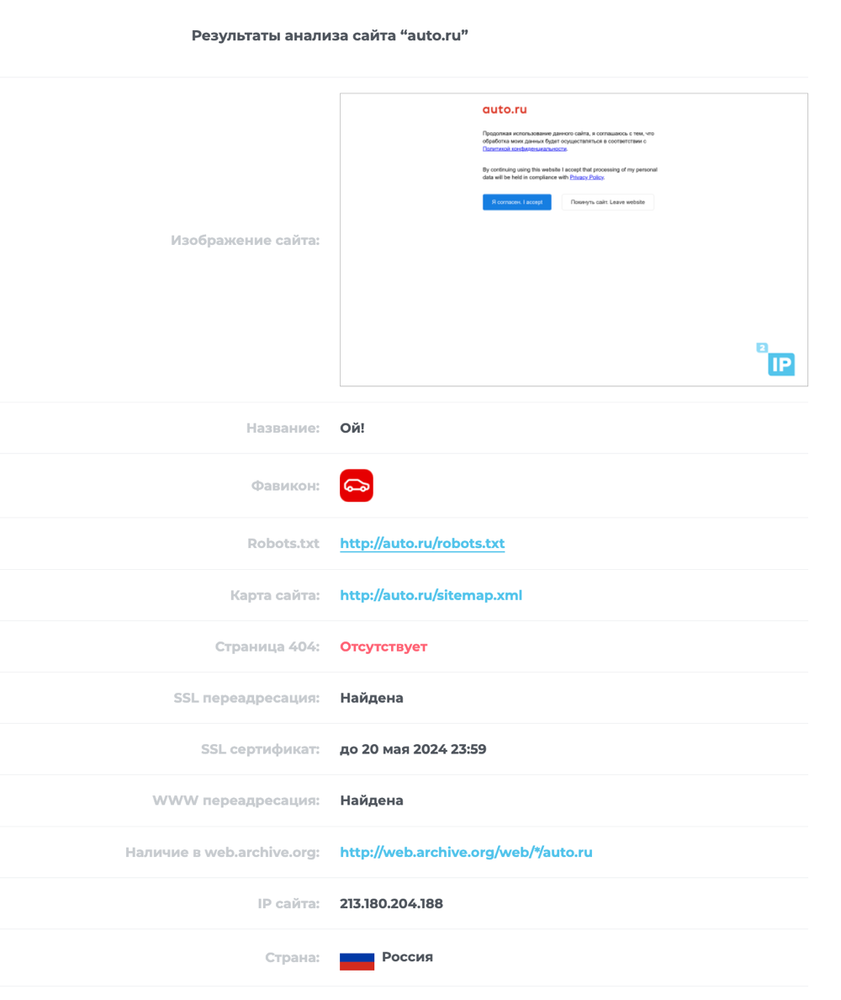 Результаты анализа сайта “auto.ru”
auto.ru
Продолжая использование данного сайта, я соглашаюсь с тем, что
обработка моих данных будет осуществляться в соответствии с
Политикой конфиденциальности.
By continuing using this website I accept that processing of my personal
data will be held in compliance with Privacy Policy.
Я согласен. I accept
Покинуть сайт. Leave website
2
IP
Изображение сайта:
Название: Ой!
Фавикон:
Robots.txt http://auto.ru/robots.txt
Карта сайта: http://auto.ru/sitemap.xml
Страница 404: Отсутствует
SSL переадресация: Найдена
SSL сертификат: до 20 мая 2024 23:59
WWW переадресация: Найдена
Наличие в web.archive.org: http://web.archive.org/web/*/auto.ru
IP сайта: 213.180.204.188
Страна: Россия